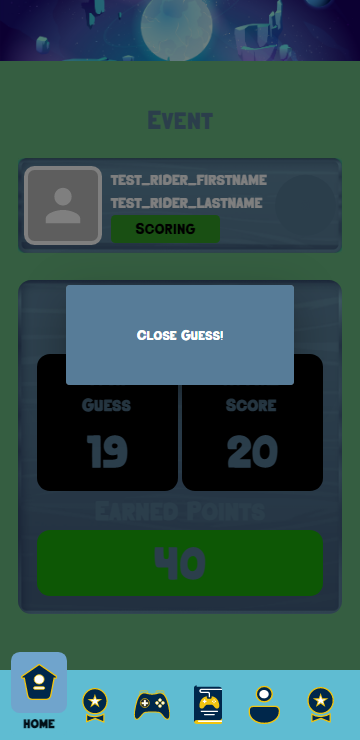 Event
TEST_RIDER_FIRSTNAME
TEST_RIDER_LASTNAME
Scoring
Close Guess!
Guess
Score
19
20
Earned Points
40
HOME